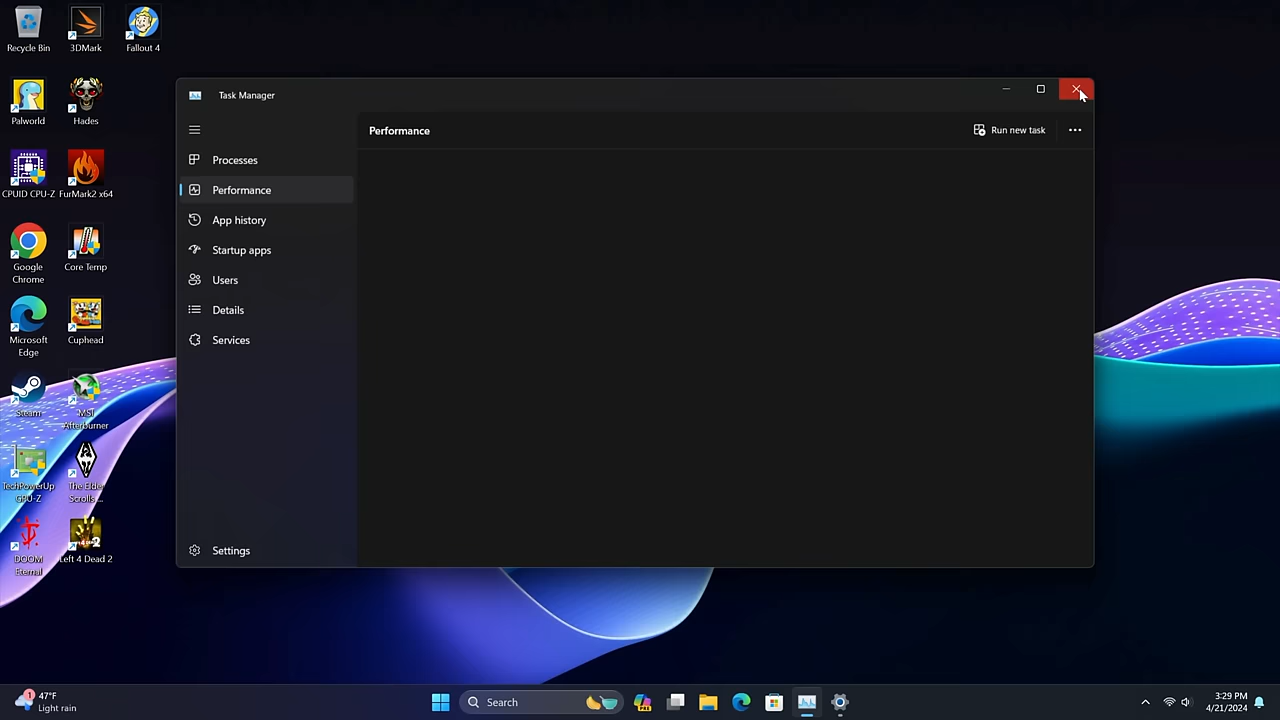 Recycle Bin
3DMark
Fallout 4
Palworld
Hades
CPUID CPU-Z
FurMark2 x64
Google
Chrome
Core Temp
Microsoft
Edge
Cuphead
Steam
MSI
Afterburner
TechPowerUp
GPU-Z
The Elder
Scrolls ...
DOOM
Eternal
Left 4 Dead 2
Task Manager
Processes
Performance
App history
Startup apps
Users
Details
Services
Settings
Performance
Run new task
1
47°F
Light rain
Search
PRE
3:29 PM
4/21/2024